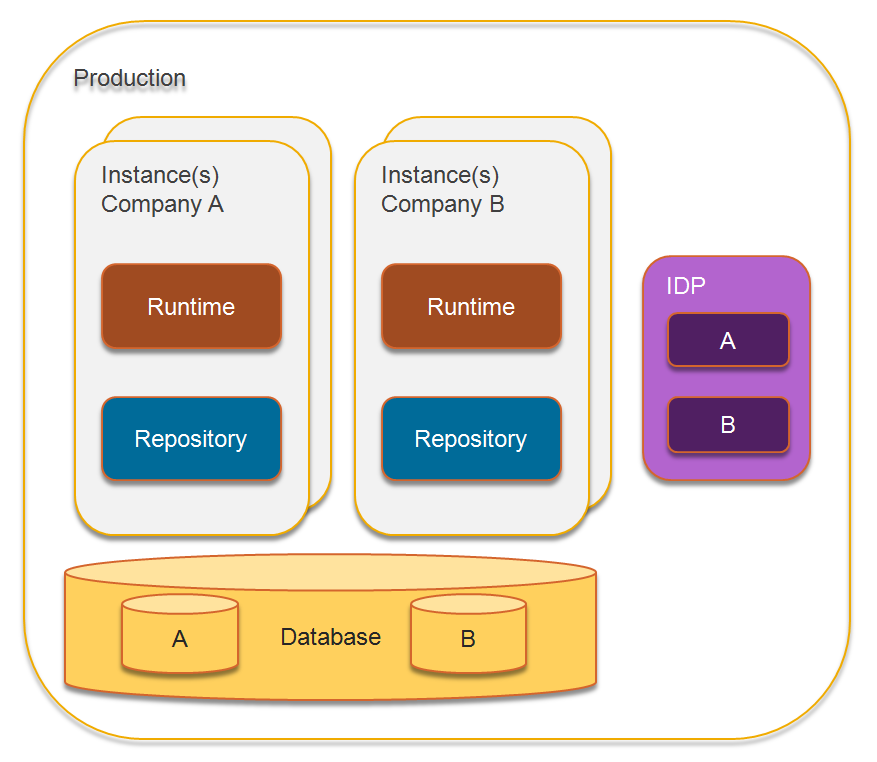 Production
Instance(s)
Company A
Runtime
Repository
Instance(s)
Company B
Runtime
Repository
IDP
A
B
A
Database
B